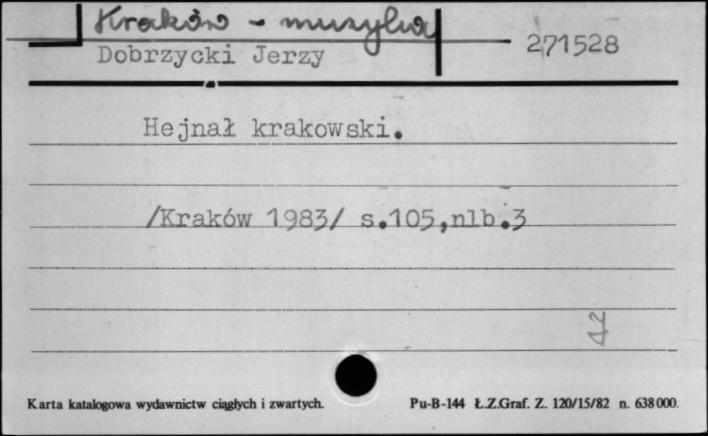 Kraków - muzyka
Dobrzycki Jerzy 271528
Hejnał krakowski.
/Kraków 1983/ s.105,nlb.3
Karta katalogowa wydawnictw ciągłych i zwartych. Pu-B-144 Ł.Z.Graf. Z. 120/15/82 n. 638000.